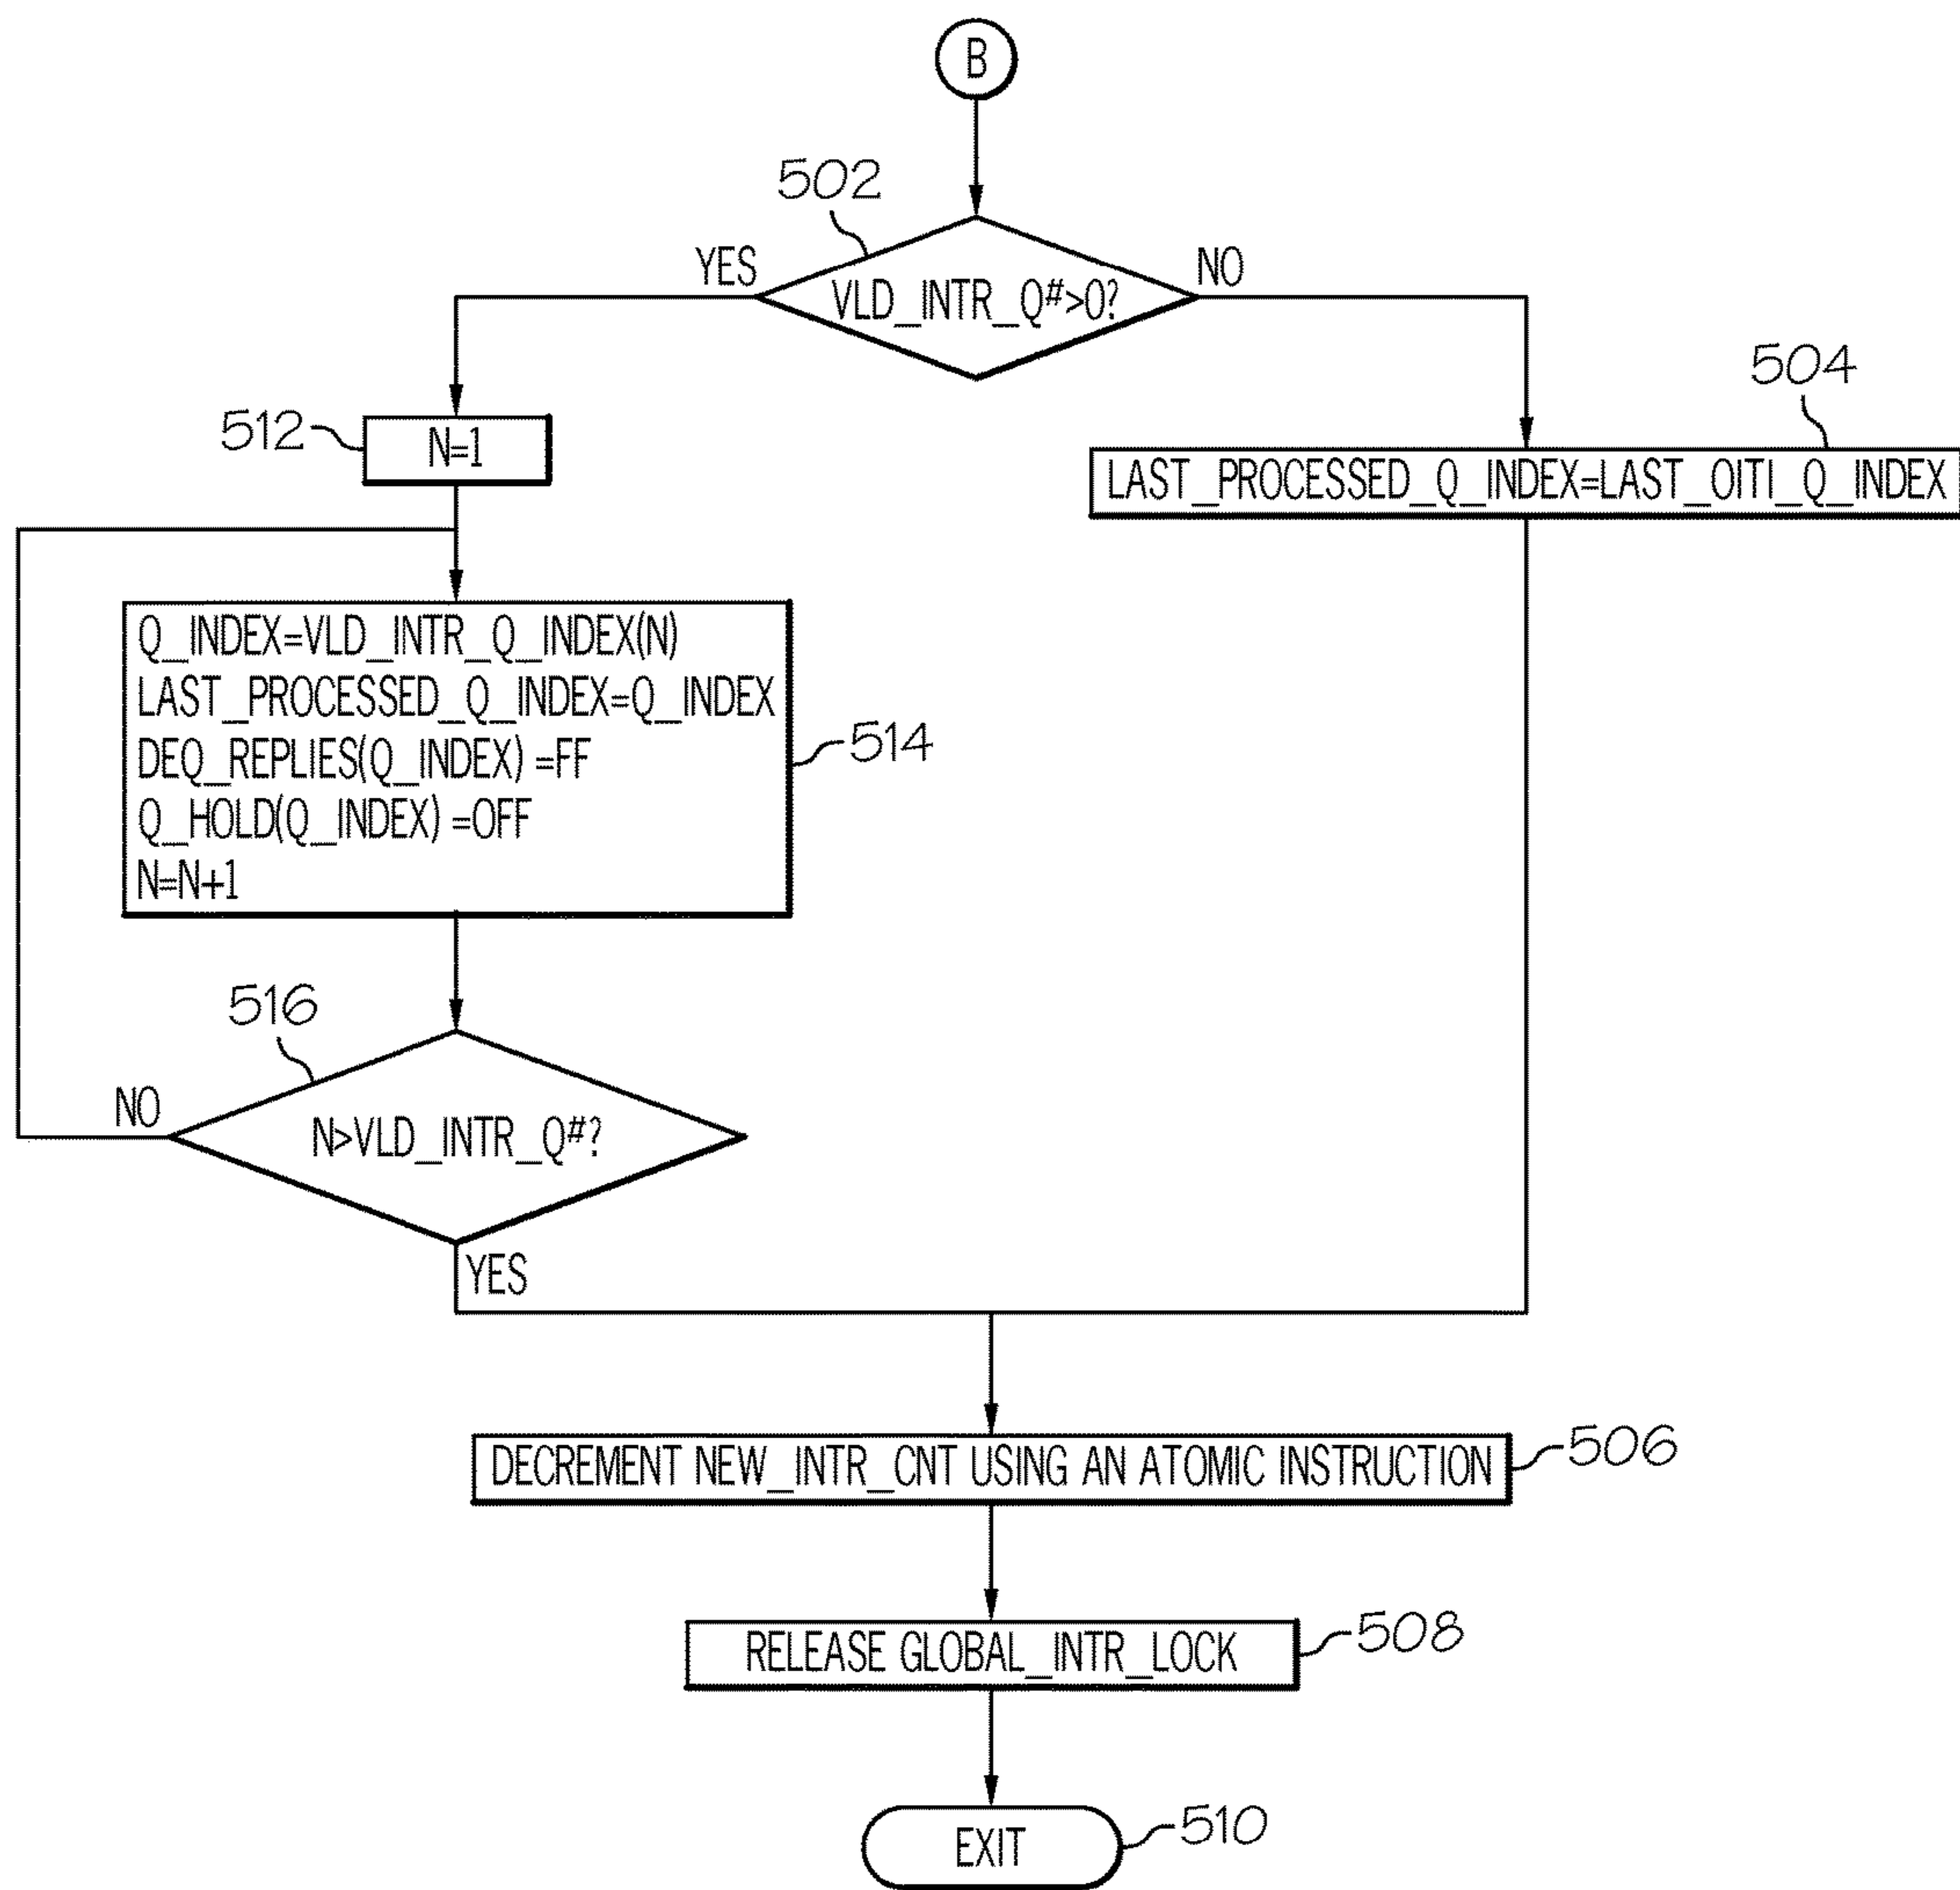 B
502
YES
NO
VLD_INTR_Q#>0?
504
512
N=1
LAST_PROCESSED_Q_INDEX=LAST_OITI_Q_INDEX
Q_INDEX=VLD_INTR_Q_INDEX(N)
LAST_PROCESSED_Q_INDEX=Q_INDEX
DEQ_REPLIES(Q_INDEX) =FF
Q_HOLD(Q_INDEX) =OFF
N=N+1
514
516
NO
N>VLD_INTR_Q#?
YES
DECREMENT NEW_INTR_CNT USING AN ATOMIC INSTRUCTION
506
RELEASE GLOBAL_INTR_LOCK
508
EXIT
510